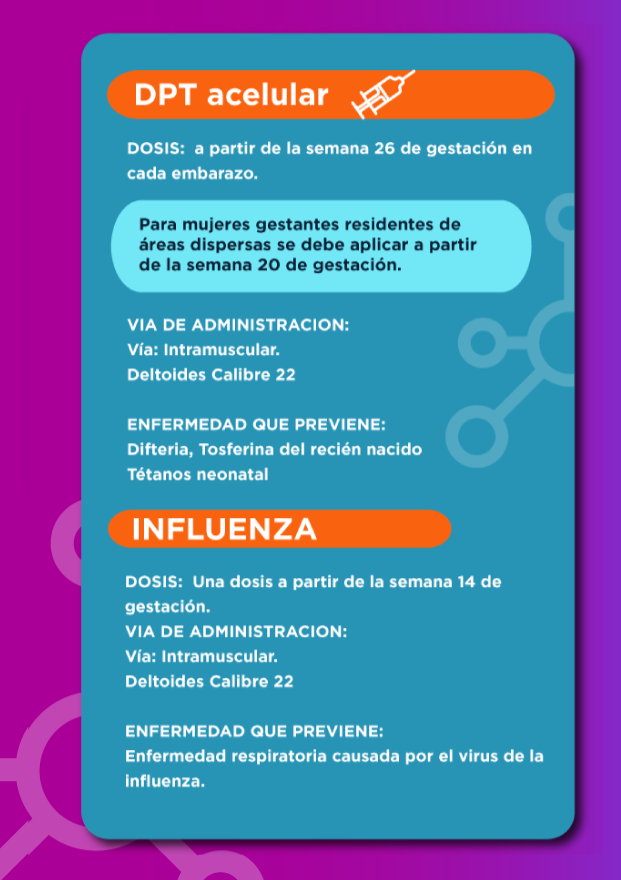 DPT acelular
DOSIS: a partir de la semana 26 de gestación en
cada embarazo.
Para mujeres gestantes residentes de
áreas dispersas se debe aplicar a partir
de la semana 20 de gestación.
VIA DE ADMINISTRACION:
Vía: Intramuscular.
Deltoides Calibre 22
ENFERMEDAD QUE PREVIENE:
Difteria, Tosferina del recién nacido
Tétanos neonatal
INFLUENZA
DOSIS: Una dosis a partir de la semana 14 de
gestación.
VIA DE ADMINISTRACION:
Vía: Intramuscular.
Deltoides Calibre 22
ENFERMEDAD QUE PREVIENE:
Enfermedad respiratoria causada por el virus de la
influenza.